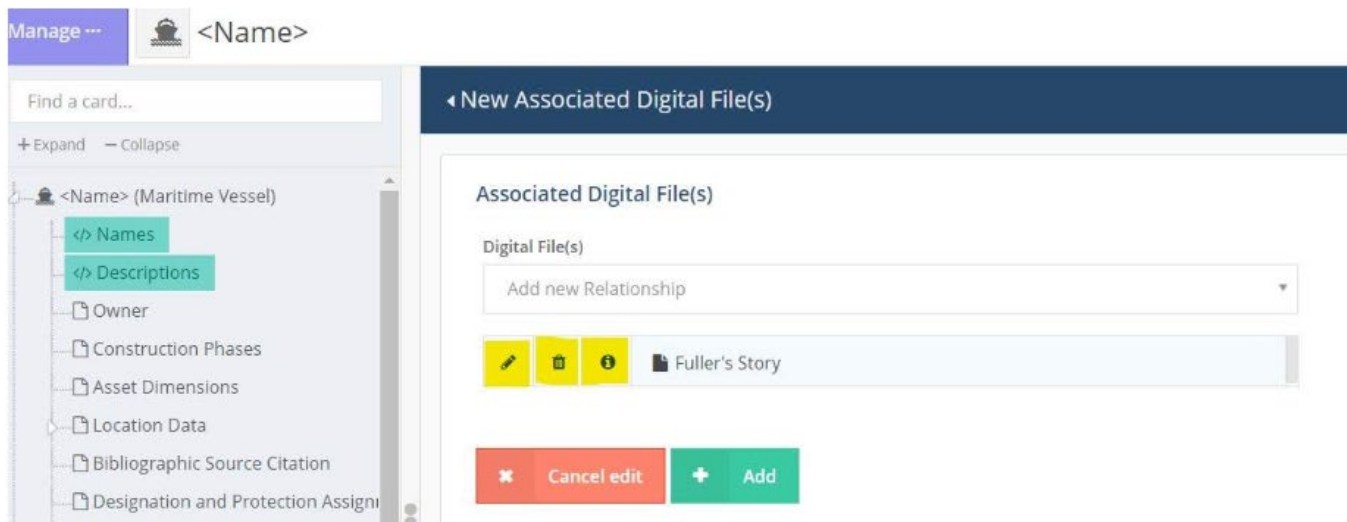 Manage ...
<Name>
Find a card...
+ Expand − Collapse
<Name> (Maritime Vessel)
</> Names
</> Descriptions
Owner
Construction Phases
Asset Dimensions
Location Data
Bibliographic Source Citation
Designation and Protection Assign
New Associated Digital File(s)
Associated Digital File(s)
Digital File(s)
Add new Relationship
Fuller's Story
Cancel edit
Add